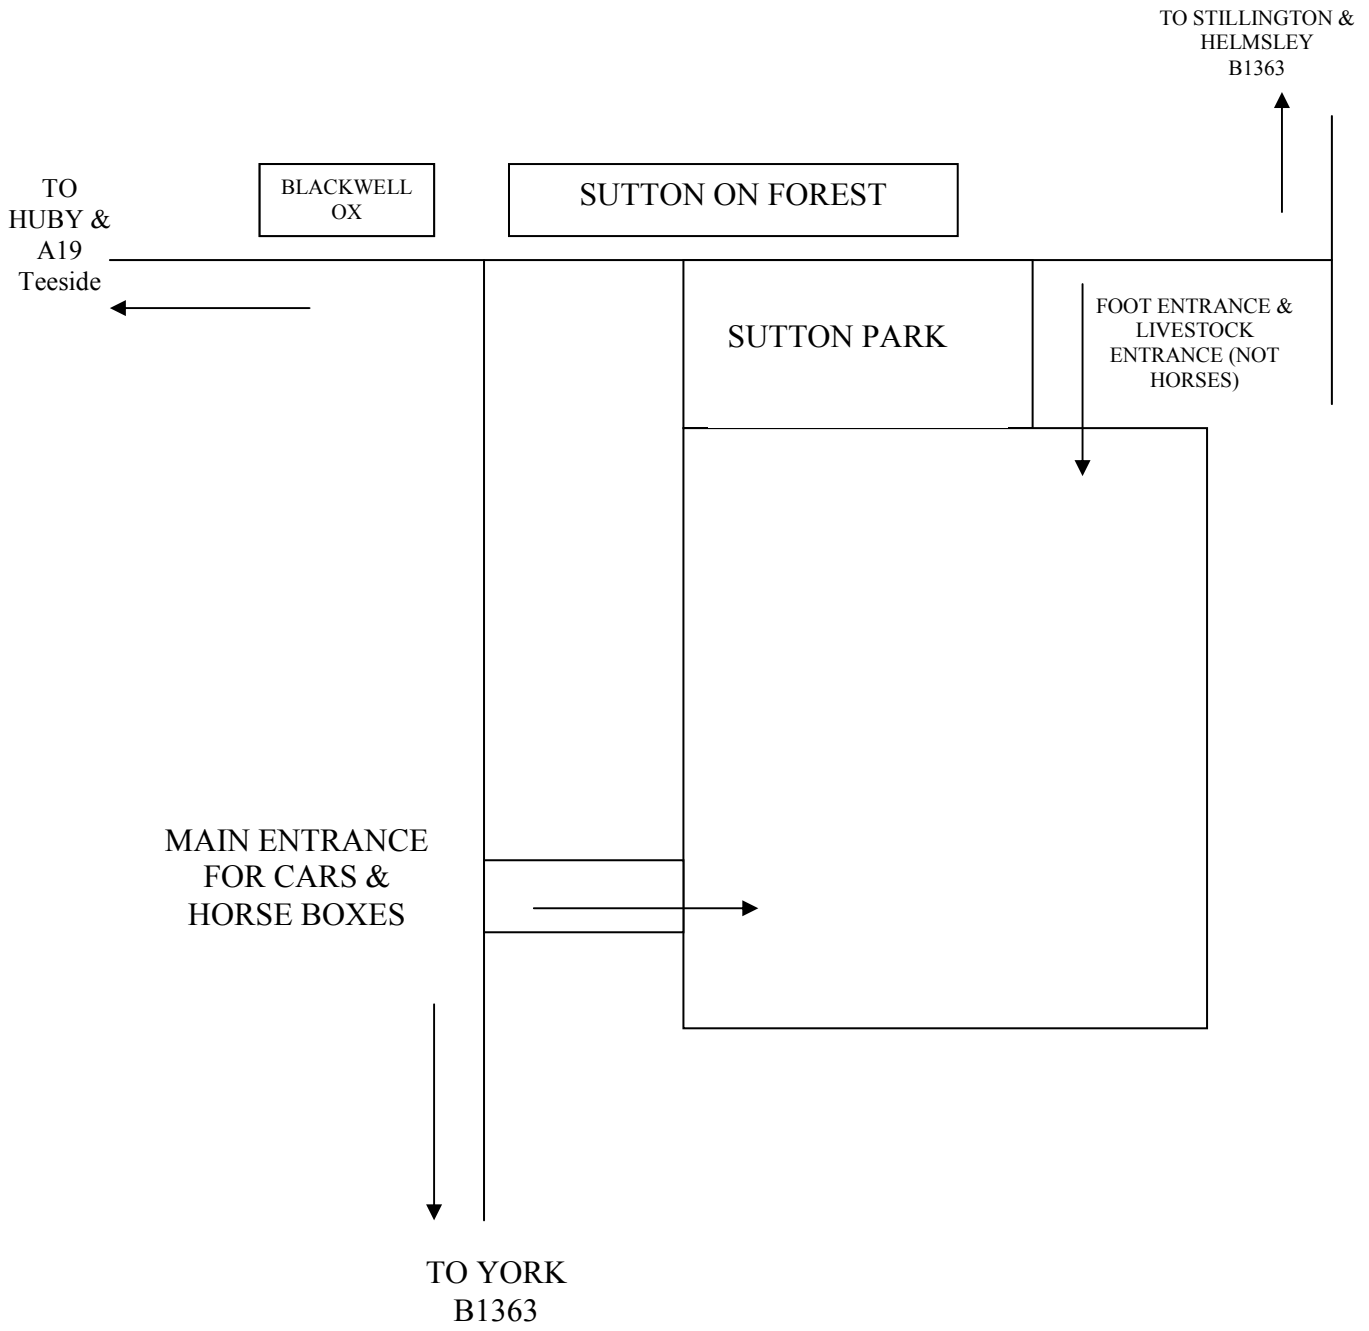 TO STILLINGTON &
HELMSLEY
B1363
BLACKWELL
OX
SUTTON ON FOREST
TO
HUBY &
A19
Teeside
SUTTON PARK
FOOT ENTRANCE &
LIVESTOCK
ENTRANCE (NOT
HORSES)
MAIN ENTRANCE
FOR CARS &
HORSE BOXES
TO YORK
B1363